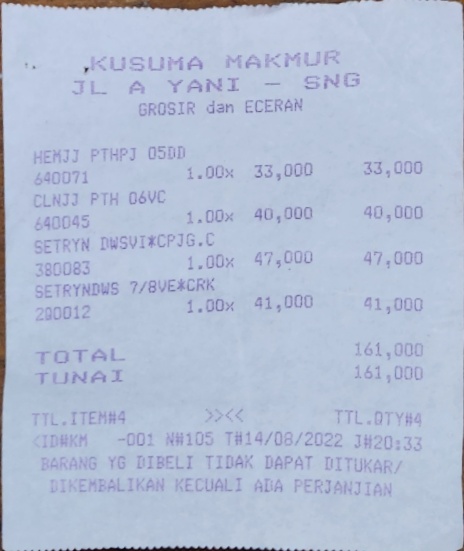 KUSUMA MAKMUR
JL A YANI - SNG
GROSIR dan ECERAN
HEMJJ PTHPJ 05DD
640071 1.00x 33,000 33,000
CLNJJ PTH 06VC
640045 1.00x 40,000 40,000
SETRYN DWSVI*CPJG.C
380083 1.00x 47,000 47,000
SETRYNDWS 7/8VE*CRK
200012 1.00x 41,000 41,000
TOTAL 161,000
TUNAI 161,000
TTL.ITEM#4 >><< TTL.QTY#4
<ID#KM -001 N#105 T#14/08/2022 J#20:33
BARANG YG DIBELI TIDAK DAPAT DITUKAR/
DIKEMBALIKAN KECUALI ADA PERJANJIAN